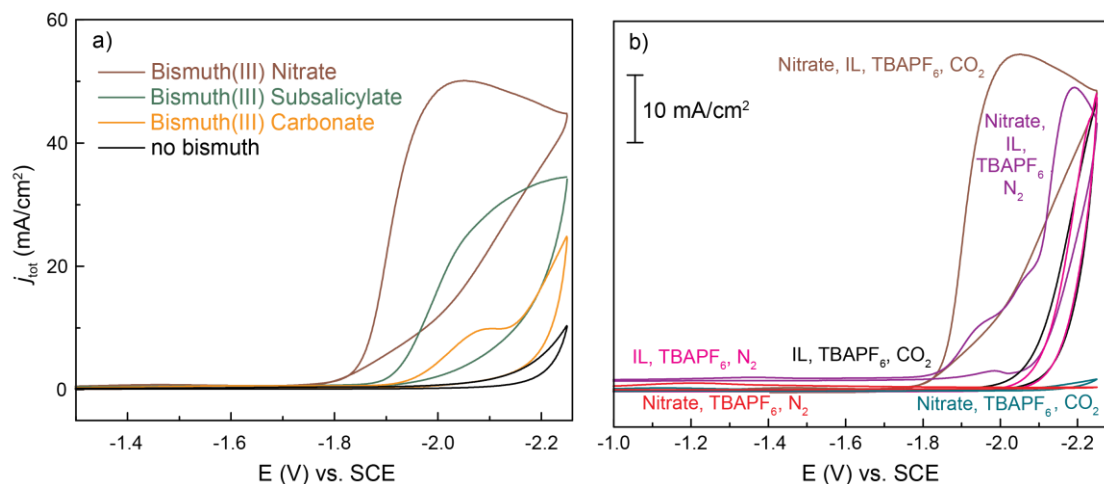 a)
Bismuth(III) Nitrate
Bismuth(III) Subsalicylate
Bismuth(III) Carbonate
no bismuth
60
40
20
0
j_tot (mA/cm²)
-1.4
-1.6
-1.8
-2.0
-2.2
E (V) vs. SCE
b)
Nitrate, IL, TBAPF₆, CO₂
10 mA/cm²
Nitrate,
IL,
TBAPF₆,
N₂
IL, TBAPF₆, N₂
IL, TBAPF₆, CO₂
Nitrate, TBAPF₆, N₂
Nitrate, TBAPF₆, CO₂
-1.0
-1.2
-1.4
-1.6
-1.8
-2.0
-2.2
E (V) vs. SCE